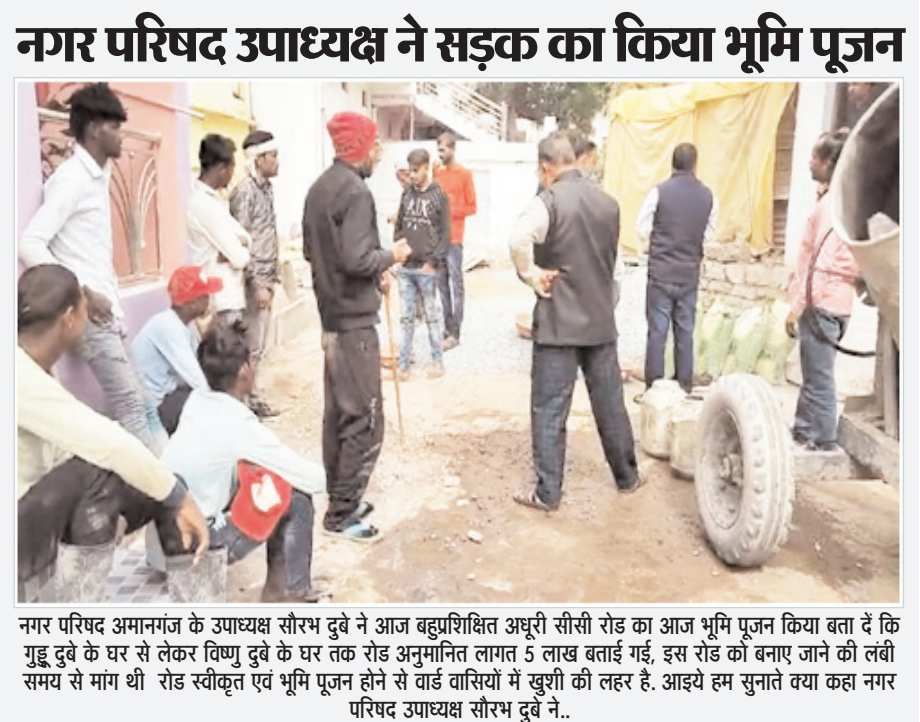 नगर परिषद उपाध्यक्ष ने सड़क का किया भूमि पूजन
नगर परिषद अमानगंज के उपाध्यक्ष सौरभ दुबे ने आज बहुप्रशिक्षित अधूरी सीसी रोड का आज भूमि पूजन किया बता दें कि
गुड्डू दुबे के घर से लेकर विष्णु दुबे के घर तक रोड अनुमानित लागत 5 लाख बताई गई, इस रोड को बनाए जाने की लंबी
समय से मांग थी रोड स्वीकृत एवं भूमि पूजन होने से वार्ड वासियों में खुशी की लहर है. आइये हम सुनाते क्या कहा नगर
परिषद उपाध्यक्ष सौरभ दुबे ने..